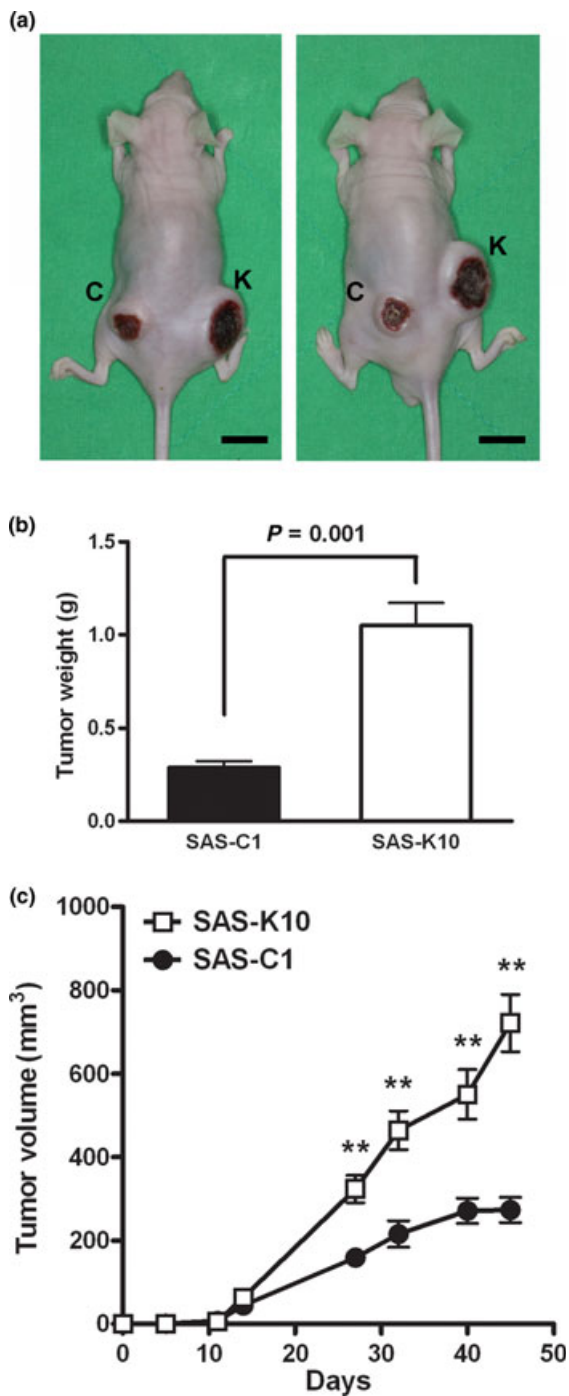 (a)
C
K
C
K
(b)
P = 0.001
Tumor weight (g)
1.5
1.0
0.5
0.0
SAS-C1
SAS-K10
(c)
Tumor volume (mm³)
1000
800
600
400
200
0
SAS-K10
SAS-C1
**
**
**
**
0
10
20
30
40
50
Days